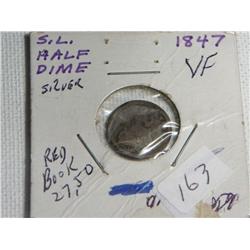 S.L. 1847
HALF VF
DIME
SILVER
RED
BOOK
27,50
163